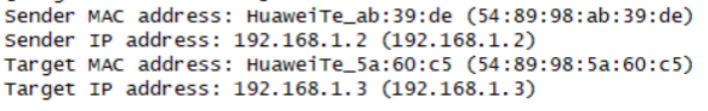 Sender MAC address: HuaweiTe_ab:39:de (54:89:98:ab:39:de)
Sender IP address: 192.168.1.2 (192.168.1.2)
Target MAC address: HuaweiTe_5a:60:c5 (54:89:98:5a:60:c5)
Target IP address: 192.168.1.3 (192.168.1.3)